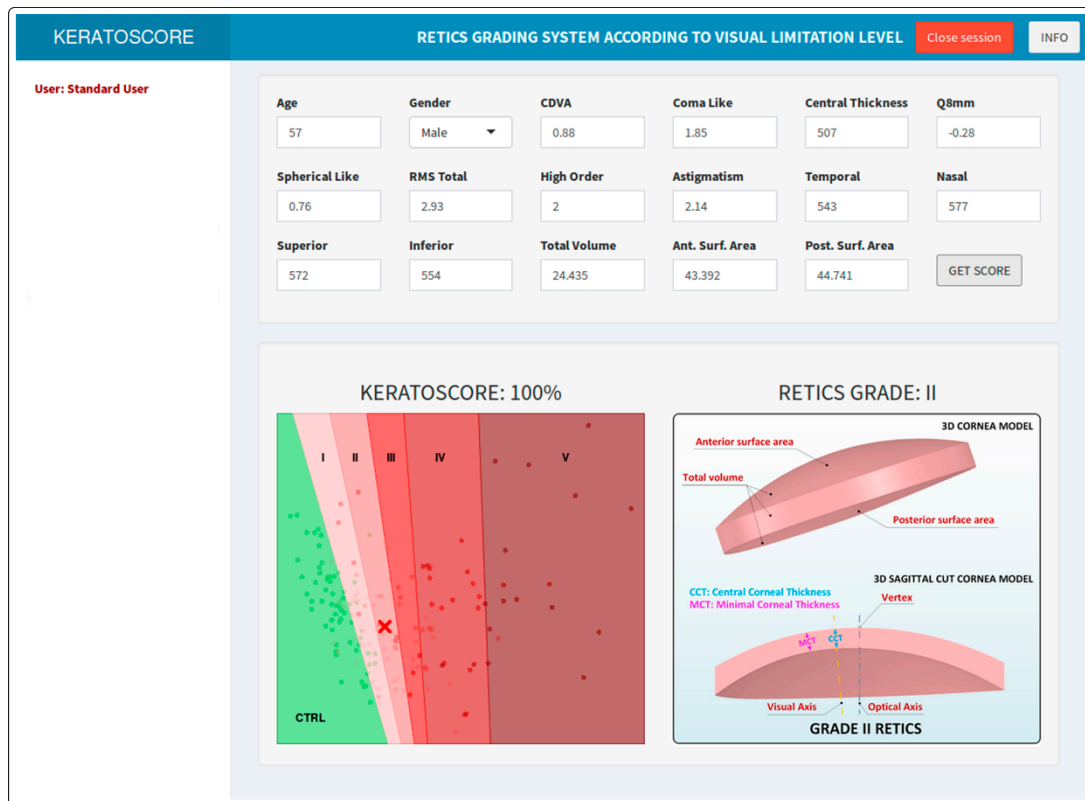 KERATOSCORE
RETICS GRADING SYSTEM ACCORDING TO VISUAL LIMITATION LEVEL
Close session
INFO
User: Standard User
Age Gender CDVA Coma Like Central Thickness Q8mm
57 Male 0.88 1.85 507 -0.28
Spherical Like RMS Total High Order Astigmatism Temporal Nasal
0.76 2.93 2 2.14 543 577
Superior Inferior Total Volume Ant. Surf. Area Post. Surf. Area
572 554 24.435 43.392 44.741 GET SCORE
KERATOSCORE: 100%
I II III IV V
CTRL
RETICS GRADE: II
3D CORNEA MODEL
Anterior surface area
Total volume
Posterior surface area
3D SAGITTAL CUT CORNEA MODEL
CCT: Central Corneal Thickness
MCT: Minimal Corneal Thickness
Vertex
MCT CCT
Visual Axis Optical Axis
GRADE II RETICS